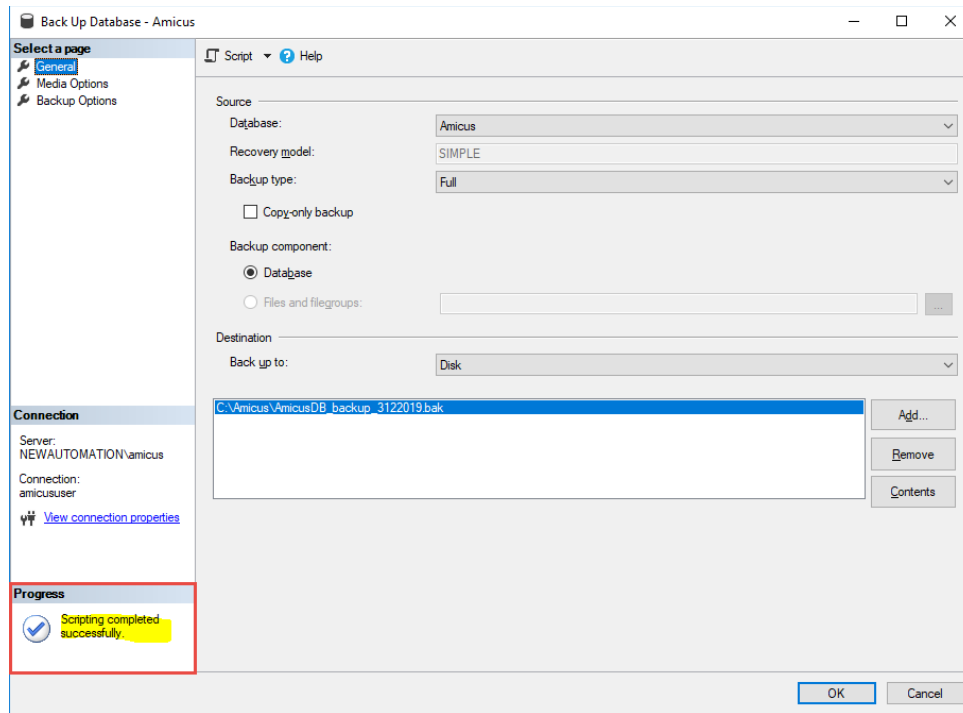 Back Up Database - Amicus
Select a page
General
Media Options
Backup Options
Script
Help
Source
Database:
Amicus
Recovery model:
SIMPLE
Backup type:
Full
Copy-only backup
Backup component:
Database
Files and filegroups:
...
Destination
Back up to:
Disk
C:\Amicus\AmicusDB_backup_3122019.bak
Add...
Remove
Contents
Connection
Server:
NEWAUTOMATION\amicus
Connection:
amicususer
View connection properties
Progress
Scripting completed
successfully.
OK
Cancel